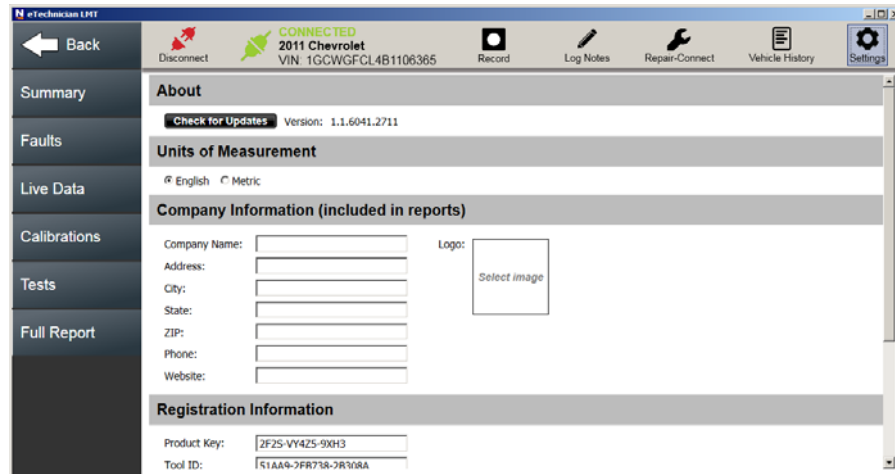 eTechnician LMT
Back
Disconnect
CONNECTED
2011 Chevrolet
VIN: 1GCWGFCL4B1106365
Record
Log Notes
Repair-Connect
Vehicle History
Settings
Summary
Faults
Live Data
Calibrations
Tests
Full Report
About
Check for Updates Version: 1.1.6041.2711
Units of Measurement
English Metric
Company Information (included in reports)
Company Name:
Logo:
Select image
Address:
City:
State:
ZIP:
Phone:
Website:
Registration Information
Product Key: 2F2S-VY4Z5-9XH3
Tool ID: 51AA9-2FB738-2B308A